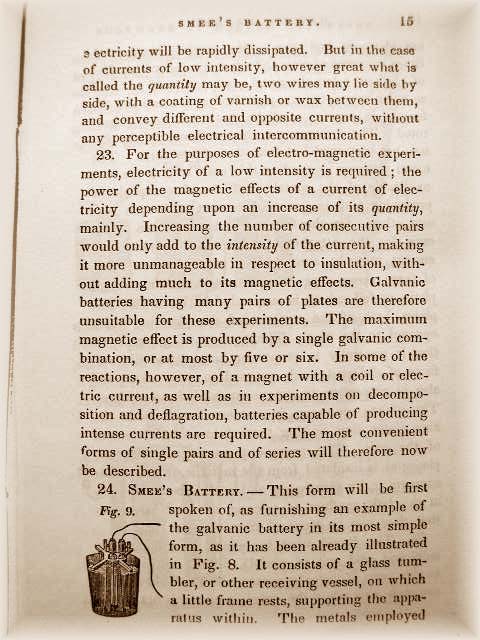 SMEE'S BATTERY. 15
ectricity will be rapidly dissipated. But in the case
of currents of low intensity, however great what is
called the quantity may be, two wires may lie side by
side, with a coating of varnish or wax between them,
and convey different and opposite currents, without
any perceptible electrical intercommunication.
23. For the purposes of electro-magnetic experi-
ments, electricity of a low intensity is required; the
power of the magnetic effects of a current of elec-
tricity depending upon an increase of its quantity,
mainly. Increasing the number of consecutive pairs
would only add to the intensity of the current, making
it more unmanageable in respect to insulation, with-
out adding much to its magnetic effects. Galvanic
batteries having many pairs of plates are therefore
unsuitable for these experiments. The maximum
magnetic effect is produced by a single galvanic com-
bination, or at most by five or six. In some of the
reactions, however, of a magnet with a coil or elec-
tric current, as well as in experiments on decompo-
sition and deflagration, batteries capable of producing
intense currents are required. The most convenient
forms of single pairs and of series will therefore now
be described.
24. SMEE'S BATTERY. — This form will be first
Fig. 9. spoken of, as furnishing an example of
the galvanic battery in its most simple
form, as it has been already illustrated
in Fig. 8. It consists of a glass tum-
bler, or other receiving vessel, on which
a little frame rests, supporting the appa-
ratus within. The metals employed